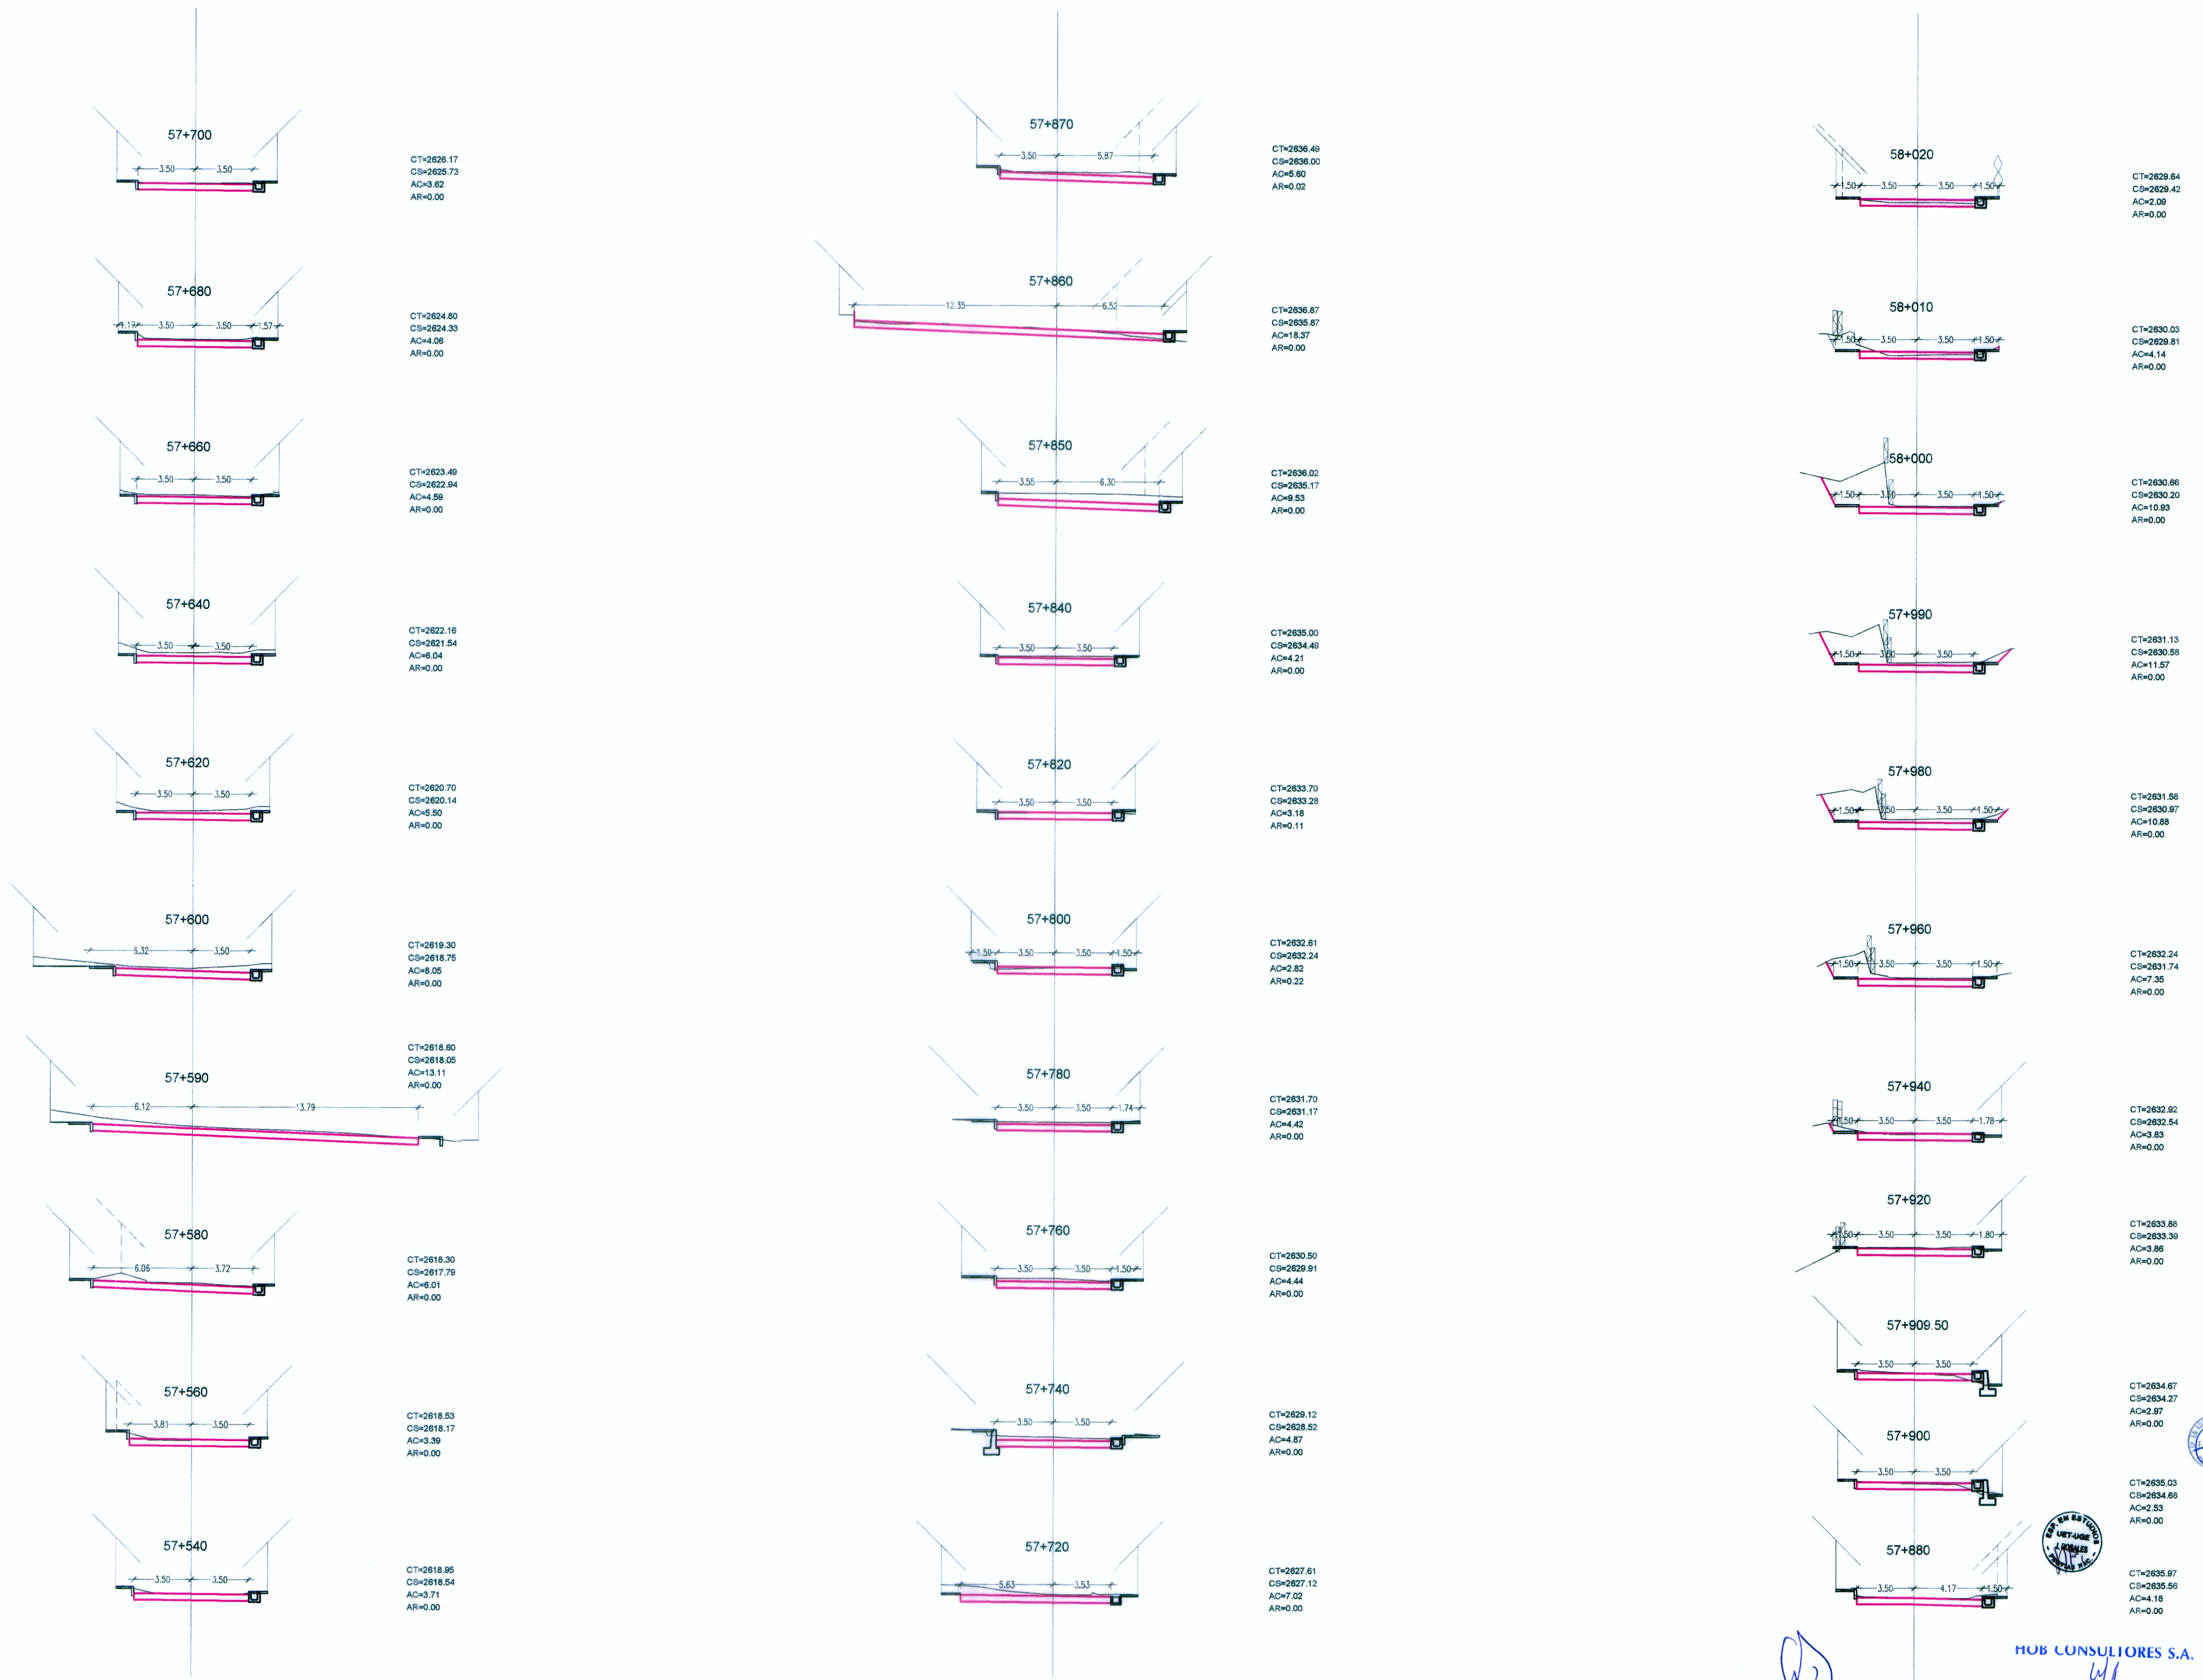 57+700
3.50 3.50
CT=2626.17
CS=2625.73
AC=3.62
AR=0.00
57+680
1.17 3.50 3.50 1.57
CT=2624.80
CS=2624.33
AC=4.06
AR=0.00
57+660
3.50 3.50
CT=2623.49
CS=2622.94
AC=4.59
AR=0.00
57+640
3.50 3.50
CT=2622.16
CS=2621.54
AC=6.04
AR=0.00
57+620
3.50 3.50
CT=2620.70
CS=2620.14
AC=5.50
AR=0.00
57+600
6.32 3.50
CT=2619.30
CS=2618.75
AC=8.05
AR=0.00
57+590
6.12 13.79
CT=2618.60
CS=2618.05
AC=13.11
AR=0.00
57+580
6.06 3.72
CT=2618.30
CS=2617.79
AC=6.01
AR=0.00
57+560
3.81 3.50
CT=2618.53
CS=2618.17
AC=3.39
AR=0.00
57+540
3.50 3.50
CT=2618.95
CS=2618.54
AC=3.71
AR=0.00
57+870
3.50 5.87
CT=2636.49
CS=2636.00
AC=5.60
AR=0.02
57+860
12.35 6.52
CT=2636.87
CS=2635.87
AC=18.37
AR=0.00
57+850
3.55 6.30
CT=2636.02
CS=2635.17
AC=9.53
AR=0.00
57+840
3.50 3.50
CT=2635.00
CS=2634.49
AC=4.21
AR=0.00
57+820
3.50 3.50
CT=2633.70
CS=2633.28
AC=3.18
AR=0.11
57+800
1.59 3.50 3.50 1.50
CT=2632.61
CS=2632.24
AC=2.82
AR=0.22
57+780
3.50 3.50 1.74
CT=2631.70
CS=2631.17
AC=4.42
AR=0.00
57+760
3.50 3.50 1.50
CT=2630.50
CS=2629.91
AC=4.44
AR=0.00
57+740
3.50 3.50
CT=2629.12
CS=2628.52
AC=4.87
AR=0.00
57+720
5.63 3.53
CT=2627.61
CS=2627.12
AC=7.02
AR=0.00
58+020
1.50 3.50 3.50 1.50
CT=2629.64
CS=2629.42
AC=2.09
AR=0.00
58+010
1.50 3.50 3.50 1.50
CT=2630.03
CS=2629.81
AC=4.14
AR=0.00
58+000
1.50 3.50 3.50 1.50
CT=2630.66
CS=2630.20
AC=10.93
AR=0.00
57+990
1.50 3.50 3.50
CT=2631.13
CS=2630.58
AC=11.57
AR=0.00
57+980
1.50 3.50 3.50 1.50
CT=2631.58
CS=2630.97
AC=10.88
AR=0.00
57+960
1.50 3.50 3.50 1.50
CT=2632.24
CS=2631.74
AC=7.35
AR=0.00
57+940
1.50 3.50 3.50 1.78
CT=2632.92
CS=2632.54
AC=3.83
AR=0.00
57+920
1.50 3.50 3.50 1.80
CT=2633.88
CS=2633.39
AC=3.86
AR=0.00
57+909.50
3.50 3.50
CT=2634.67
CS=2634.27
AC=2.97
AR=0.00
57+900
3.50 3.50
CT=2635.03
CS=2634.68
AC=2.53
AR=0.00
57+880
3.50 4.17 1.50
CT=2635.97
CS=2635.56
AC=4.18
AR=0.00
ESP. EN ESTUDIOS
UET-UGE
J. ROSALES
HOB CONSULTORES S.A.